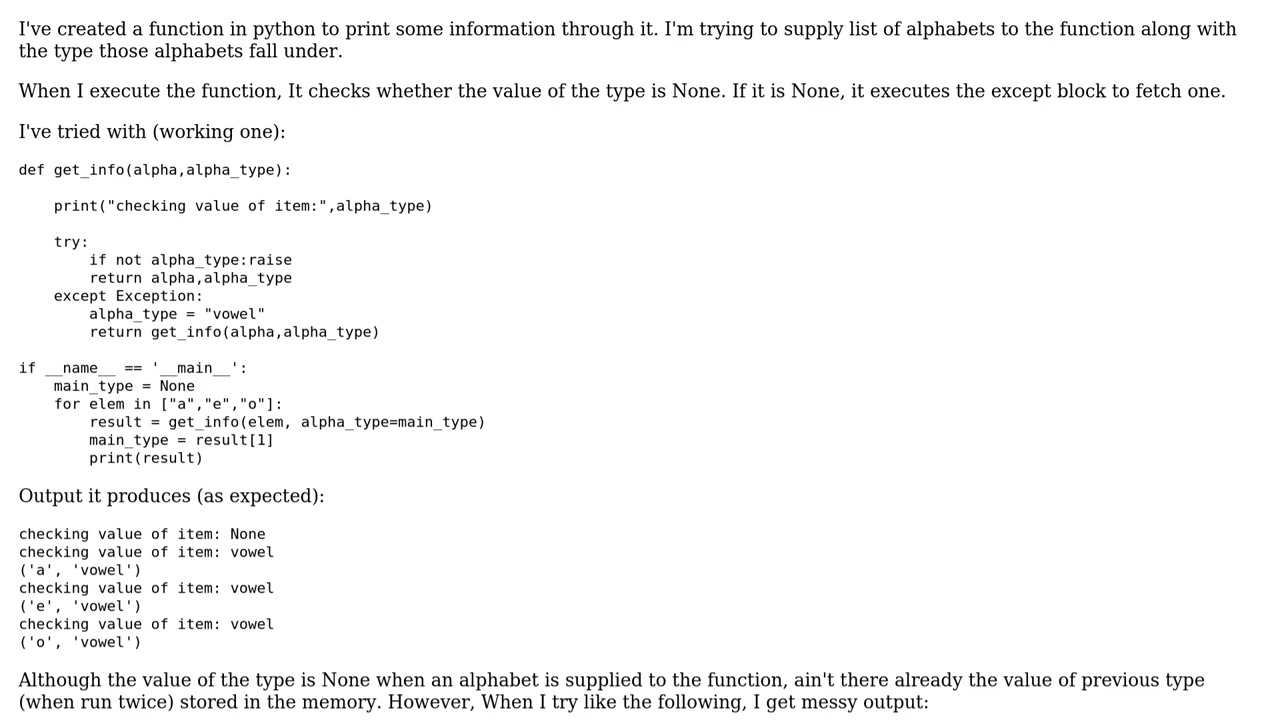 I've created a function in python to print some information through it. I'm trying to supply list of alphabets to the function along with
the type those alphabets fall under.
When I execute the function, It checks whether the value of the type is None. If it is None, it executes the except block to fetch one.
I've tried with (working one):
def get_info(alpha,alpha_type):
    print("checking value of item:",alpha_type)
    try:
        if not alpha_type:raise
        return alpha,alpha_type
    except Exception:
        alpha_type = "vowel"
        return get_info(alpha,alpha_type)
if __name__ == '__main__':
    main_type = None
    for elem in ["a","e","o"]:
        result = get_info(elem, alpha_type=main_type)
        main_type = result[1]
        print(result)
Output it produces (as expected):
checking value of item: None
checking value of item: vowel
('a', 'vowel')
checking value of item: vowel
('e', 'vowel')
checking value of item: vowel
('o', 'vowel')
Although the value of the type is None when an alphabet is supplied to the function, ain't there already the value of previous type
(when run twice) stored in the memory. However, When I try like the following, I get messy output: